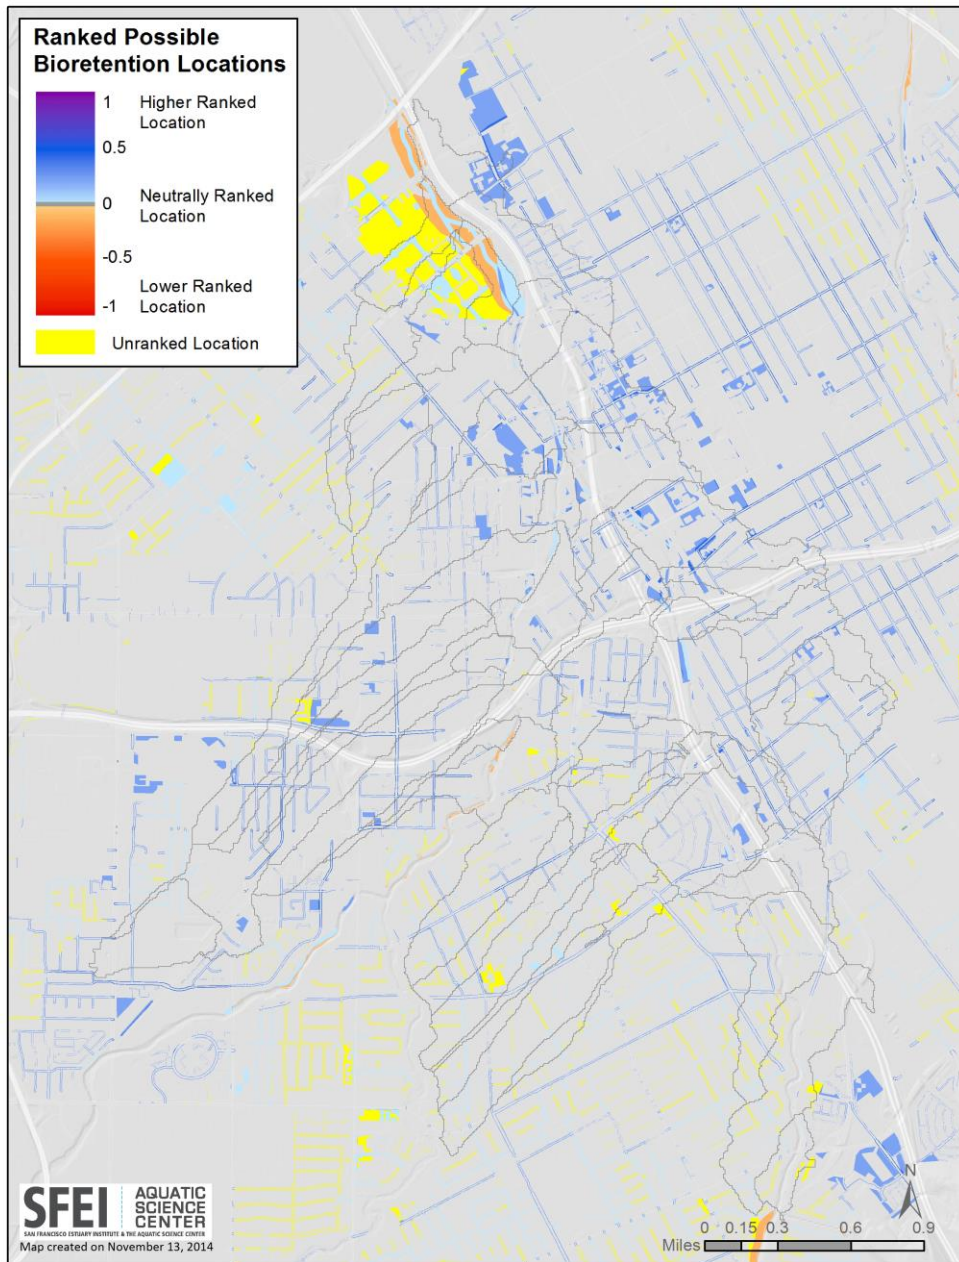 Ranked Possible
Bioretention Locations
1
Higher Ranked
Location
0.5
0
Neutrally Ranked
Location
-0.5
-1
Lower Ranked
Location
Unranked Location
N
0 0.15 0.3 0.6 0.9
Miles
SFEI
AQUATIC
SCIENCE
CENTER
SAN FRANCISCO ESTUARY INSTITUTE & THE AQUATIC SCIENCE CENTER
Map created on November 13, 2014